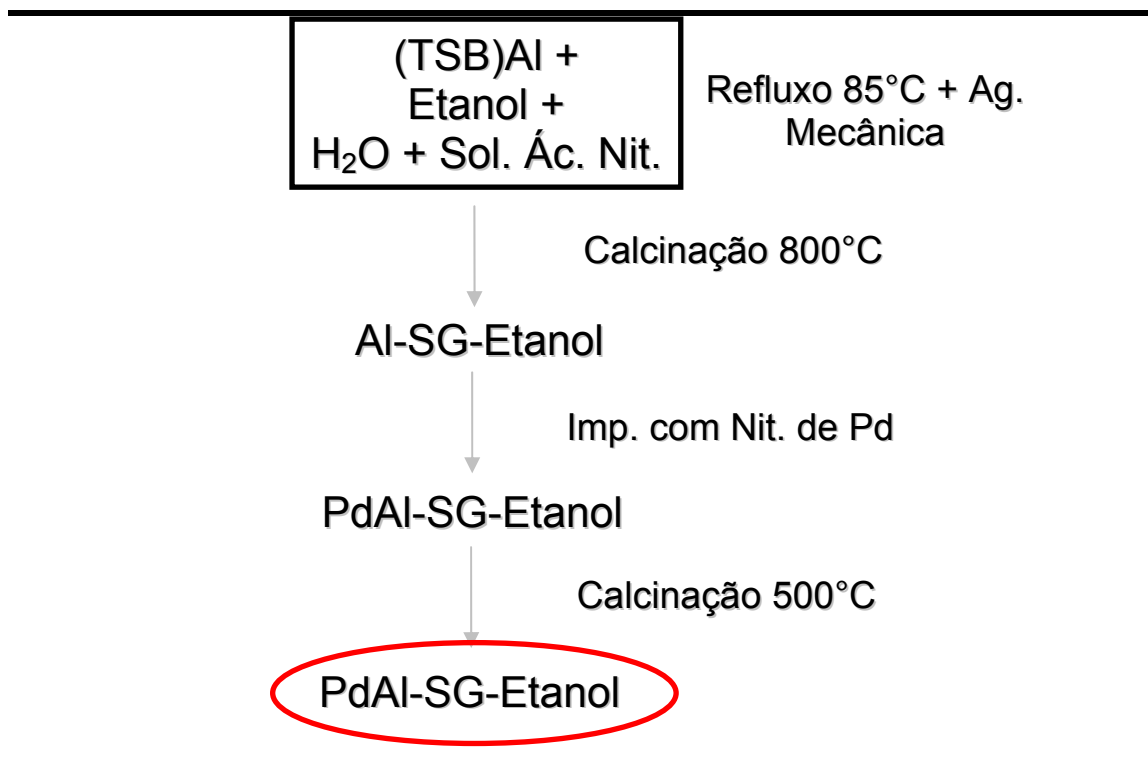 (TSB)Al +
Etanol +
H₂O + Sol. Ác. Nit.
Refluxo 85°C + Ag.
Mecânica
Calcinação 800°C
Al-SG-Etanol
Imp. com Nit. de Pd
PdAl-SG-Etanol
Calcinação 500°C
PdAl-SG-Etanol